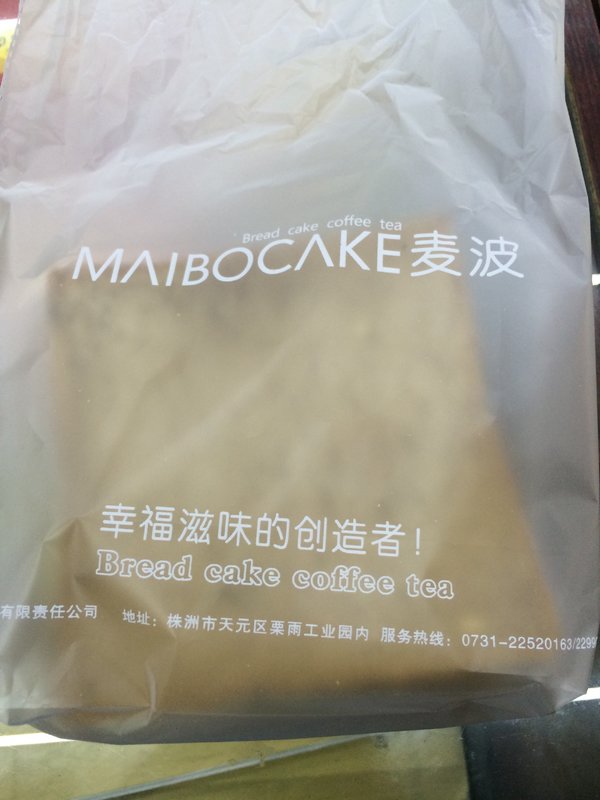 Bread cake coffee tea
MAIBOCAKE麦波
幸福滋味的创造者!
Bread cake coffee tea
有限责任公司 地址:株洲市天元区栗雨工业园内 服务热线:0731-22520163/2299